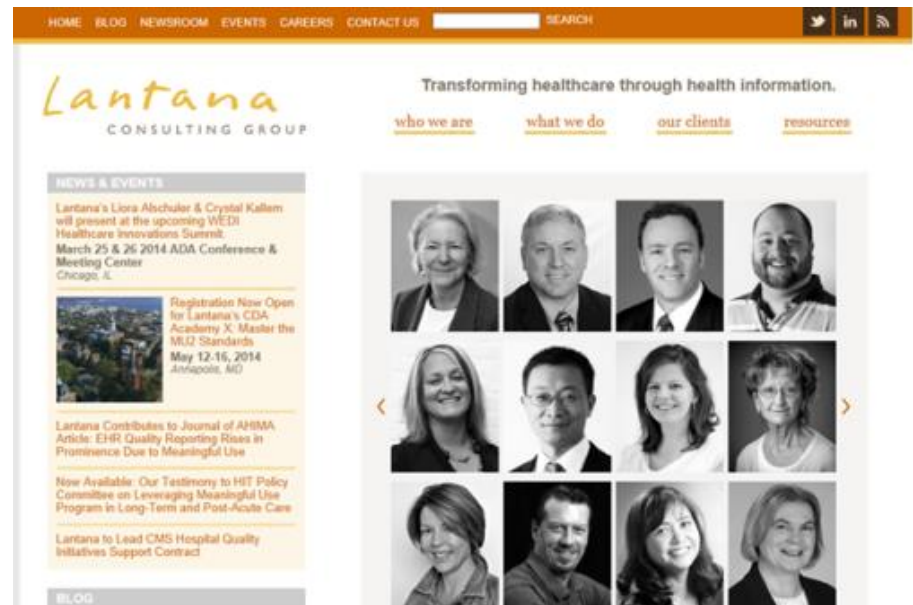 HOME BLOG NEWSROOM EVENTS CAREERS CONTACT US SEARCH
Lantana
CONSULTING GROUP
Transforming healthcare through health information.
who we are what we do our clients resources
NEWS & EVENTS
Lantana's Liora Alschuler & Crystal Kallem
will present at the upcoming WEDI
Healthcare Innovations Summit
March 25 & 26 2014 ADA Conference &
Meeting Center
Chicago, IL
Registration Now Open
for Lantana's CDA
Academy X: Master the
MU2 Standards
May 12-16, 2014
Annapolis, MD
Lantana Contributes to Journal of AHIMA
Article: EHR Quality Reporting Rises in
Prominence Due to Meaningful Use
Now Available: Our Testimony to HIT Policy
Committee on Leveraging Meaningful Use
Program in Long-Term and Post-Acute Care
Lantana to Lead CMS Hospital Quality
Initiatives Support Contract
BLOG